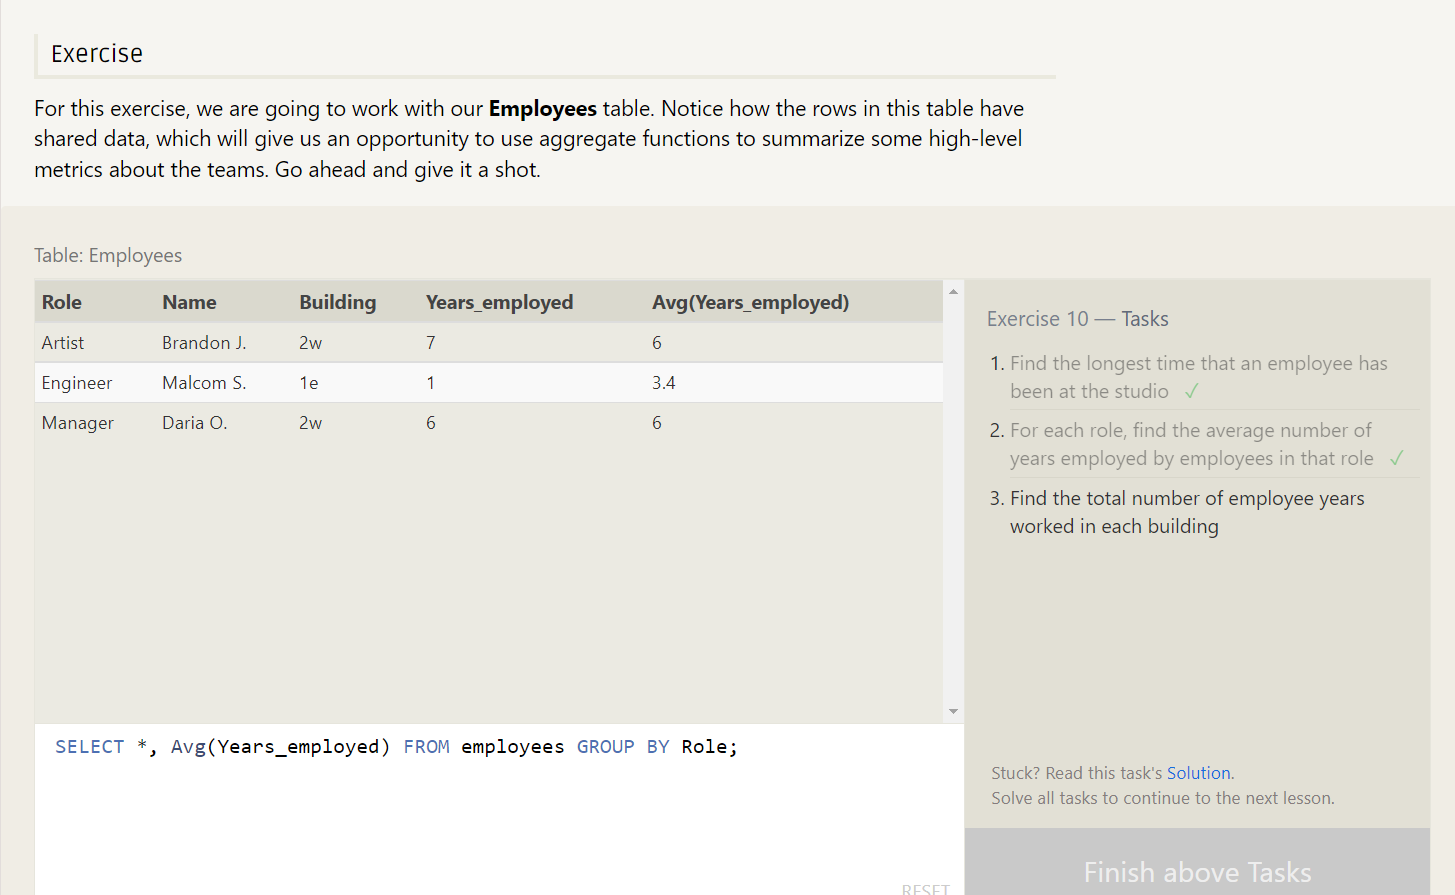 Exercise
For this exercise, we are going to work with our Employees table. Notice how the rows in this table have
shared data, which will give us an opportunity to use aggregate functions to summarize some high-level
metrics about the teams. Go ahead and give it a shot.
Table: Employees
Role Name Building Years_employed Avg(Years_employed)
Artist Brandon J. 2w 7 6
Engineer Malcom S. 1e 1 3.4
Manager Daria O. 2w 6 6
SELECT *, Avg(Years_employed) FROM employees GROUP BY Role;
RESET
Exercise 10 — Tasks
1. Find the longest time that an employee has
been at the studio ✓
2. For each role, find the average number of
years employed by employees in that role ✓
3. Find the total number of employee years
worked in each building
Stuck? Read this task's Solution.
Solve all tasks to continue to the next lesson.
Finish above Tasks